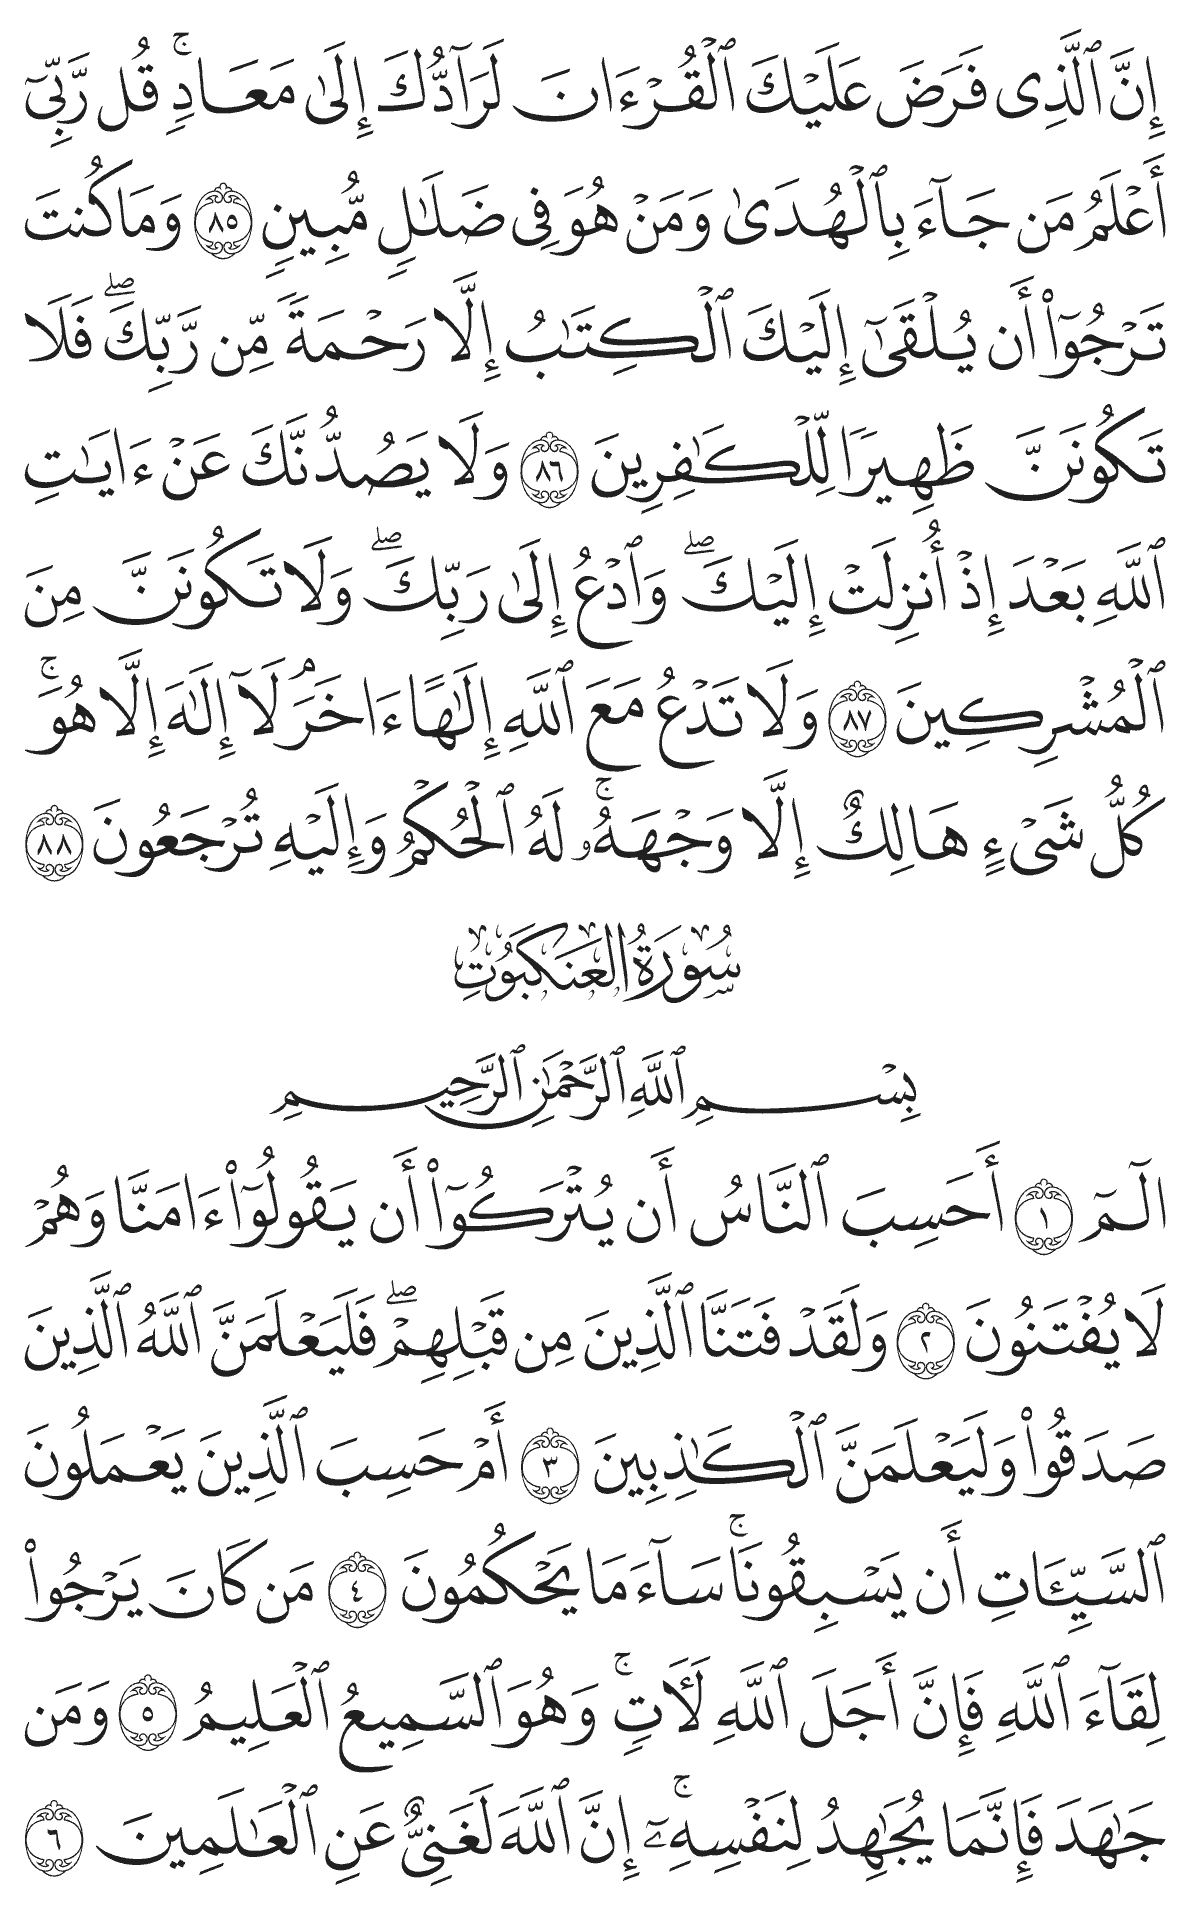 إِنَّ ٱلَّذِى فَرَضَ عَلَيْكَ ٱلْقُرْءَانَ لَرَآدُّكَ إِلَىٰ مَعَادٍۢ ۚ قُل رَّبِّىٓ
أَعْلَمُ مَن جَآءَ بِٱلْهُدَىٰ وَمَنْ هُوَ فِى ضَلَـٰلٍۢ مُّبِينٍۢ ٨٥ وَمَا كُنتَ
تَرْجُوٓا۟ أَن يُلْقَىٰٓ إِلَيْكَ ٱلْكِتَـٰبُ إِلَّا رَحْمَةًۭ مِّن رَّبِّكَ ۖ فَلَا
تَكُونَنَّ ظَهِيرًۭا لِّلْكَـٰفِرِينَ ٨٦ وَلَا يَصُدُّنَّكَ عَنْ ءَايَـٰتِ
ٱللَّهِ بَعْدَ إِذْ أُنزِلَتْ إِلَيْكَ ۖ وَٱدْعُ إِلَىٰ رَبِّكَ ۖ وَلَا تَكُونَنَّ مِنَ
ٱلْمُشْرِكِينَ ٨٧ وَلَا تَدْعُ مَعَ ٱللَّهِ إِلَـٰهًا ءَاخَرَ ۘ لَآ إِلَـٰهَ إِلَّا هُوَ ۚ
كُلُّ شَىْءٍ هَالِكٌ إِلَّا وَجْهَهُۥ ۚ لَهُ ٱلْحُكْمُ وَإِلَيْهِ تُرْجَعُونَ ٨٨
سُورَةُ الْعَنكَبُوتِ
بِسْمِ ٱللَّهِ ٱلرَّحْمَـٰنِ ٱلرَّحِيمِ
الٓمٓ ١ أَحَسِبَ ٱلنَّاسُ أَن يُتْرَكُوٓا۟ أَن يَقُولُوٓا۟ ءَامَنَّا وَهُمْ
لَا يُفْتَنُونَ ٢ وَلَقَدْ فَتَنَّا ٱلَّذِينَ مِن قَبْلِهِمْ ۖ فَلَيَعْلَمَنَّ ٱللَّهُ ٱلَّذِينَ
صَدَقُوا۟ وَلَيَعْلَمَنَّ ٱلْكَـٰذِبِينَ ٣ أَمْ حَسِبَ ٱلَّذِينَ يَعْمَلُونَ
ٱلسَّيِّـَٔاتِ أَن يَسْبِقُونَا ۚ سَآءَ مَا يَحْكُمُونَ ٤ مَن كَانَ يَرْجُوا۟
لِقَآءَ ٱللَّهِ فَإِنَّ أَجَلَ ٱللَّهِ لَـَٔاتٍۢ ۚ وَهُوَ ٱلسَّمِيعُ ٱلْعَلِيمُ ٥ وَمَن
جَـٰهَدَ فَإِنَّمَا يُجَـٰهِدُ لِنَفْسِهِۦٓ ۚ إِنَّ ٱللَّهَ لَغَنِىٌّ عَنِ ٱلْعَـٰلَمِينَ ٦